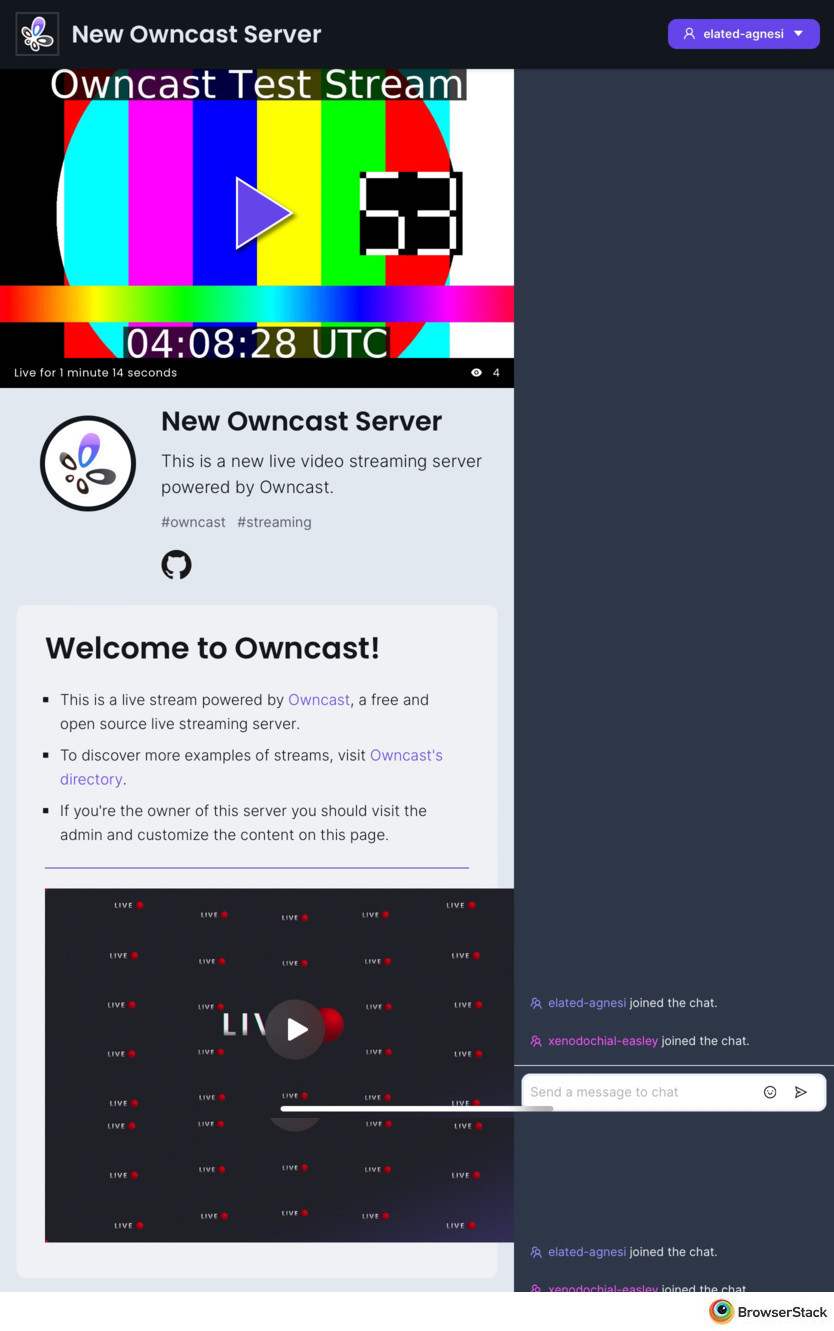 New Owncast Server
elated-agnesi
Owncast Test Stream
53
04:08:28 UTC
Live for 1 minute 14 seconds
4
New Owncast Server
This is a new live video streaming server
powered by Owncast.
#owncast #streaming
Welcome to Owncast!
This is a live stream powered by Owncast, a free and
open source live streaming server.
To discover more examples of streams, visit Owncast's
directory.
If you're the owner of this server you should visit the
admin and customize the content on this page.
LIVE LIVE LIVE LIVE LIVE
LIVE LIVE LIVE LIVE LIVE
LIVE LIVE LIVE LIVE
LIV
LIVE LIVE LIVE LIVE
LIVE LIVE LIVE LIVE LIVE
LIVE LIVE LIVE LIVE
LIVE LIVE LIVE LIVE LIVE
LIVE LIVE LIVE LIVE LIVE
elated-agnesi joined the chat.
xenodochial-easley joined the chat.
Send a message to chat
elated-agnesi joined the chat.
xenodochial-easley joined the chat.
BrowserStack